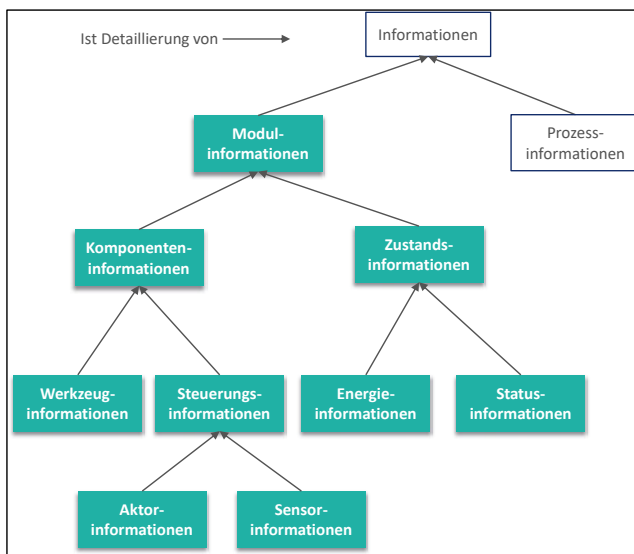 Ist Detaillierung von
Informationen
Modul-
informationen
Prozess-
informationen
Komponenten-
informationen
Zustands-
informationen
Werkzeug-
informationen
Steuerungs-
informationen
Energie-
informationen
Status-
informationen
Aktor-
informationen
Sensor-
informationen